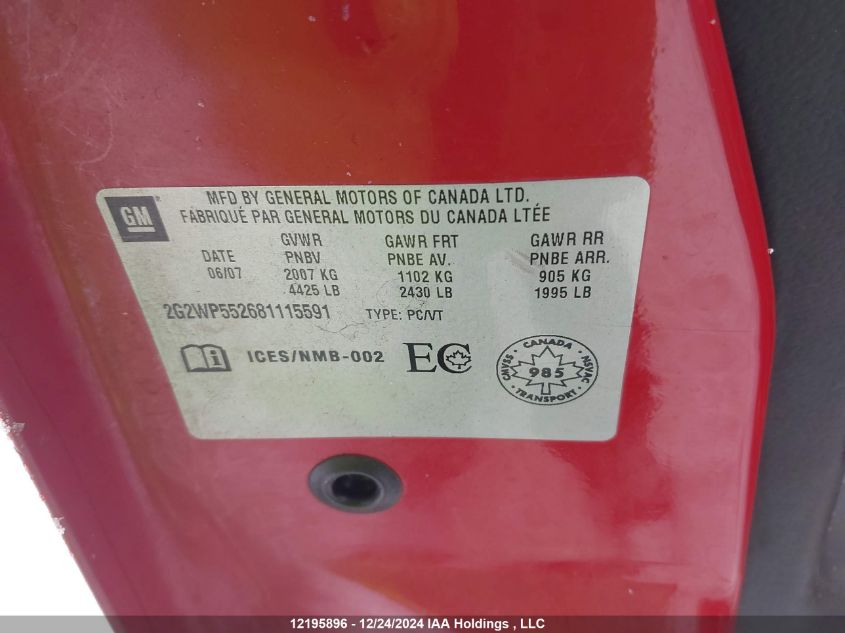 GM
MFD BY GENERAL MOTORS OF CANADA LTD.
FABRIQUÉ PAR GENERAL MOTORS DU CANADA LTÉE
GVWR GAWR FRT GAWR RR
DATE PNBV PNBE AV. PNBE ARR.
06/07 2007 KG 1102 KG 905 KG
4425 LB 2430 LB 1995 LB
2G2WP552681115591 TYPE: PC/VT
ICES/NMB-002 EC
CANADA
CMVSS 985 NSVAC
TRANSPORT
12195896 - 12/24/2024 IAA Holdings , LLC